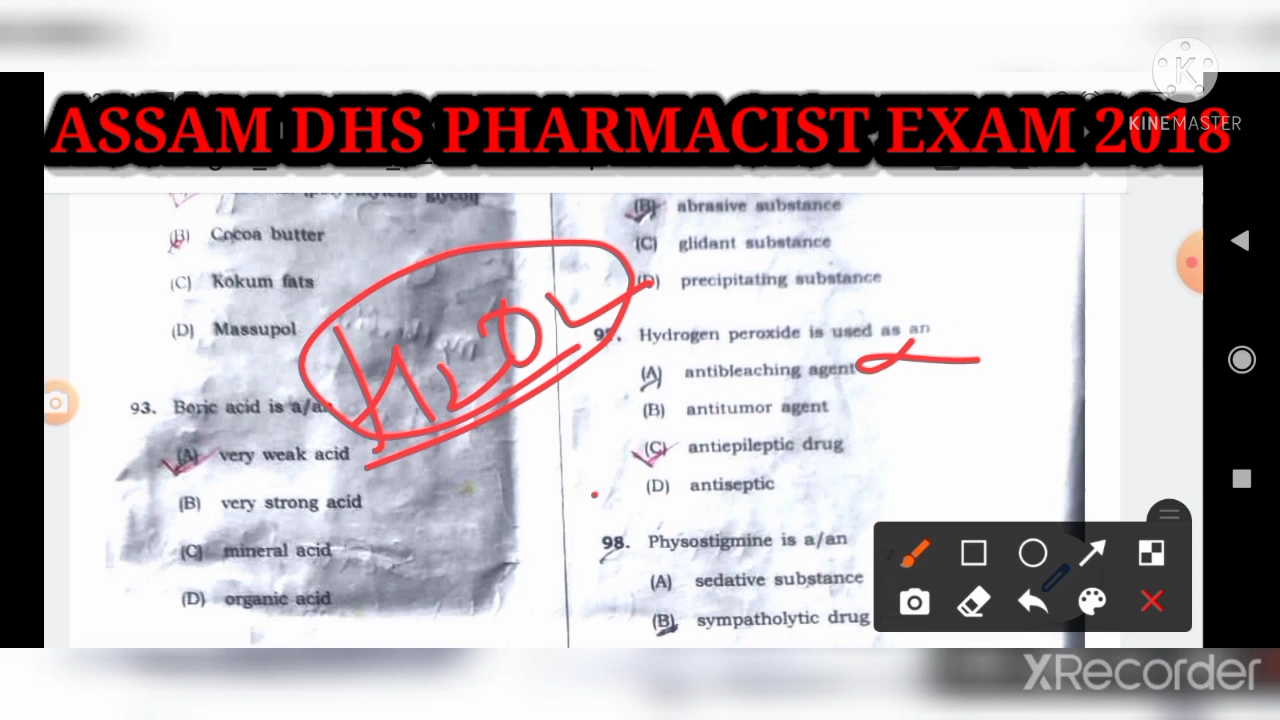 ASSAM DHS PHARMACIST EXAM 2018
KINEMASTER
(B) Cocoa butter
(C) Kokum fats
(D) Massupol
93. Boric acid is a/an
(A) very weak acid
(B) very strong acid
(C) mineral acid
(D) organic acid
(B) abrasive substance
(C) glidant substance
(D) precipitating substance
97. Hydrogen peroxide is used as an
(A) antibleaching agent
(B) antitumor agent
(C) antiepileptic drug
(D) antiseptic
98. Physostigmine is a/an
(A) sedative substance
(B) sympatholytic drug
H2O2
XRecorder